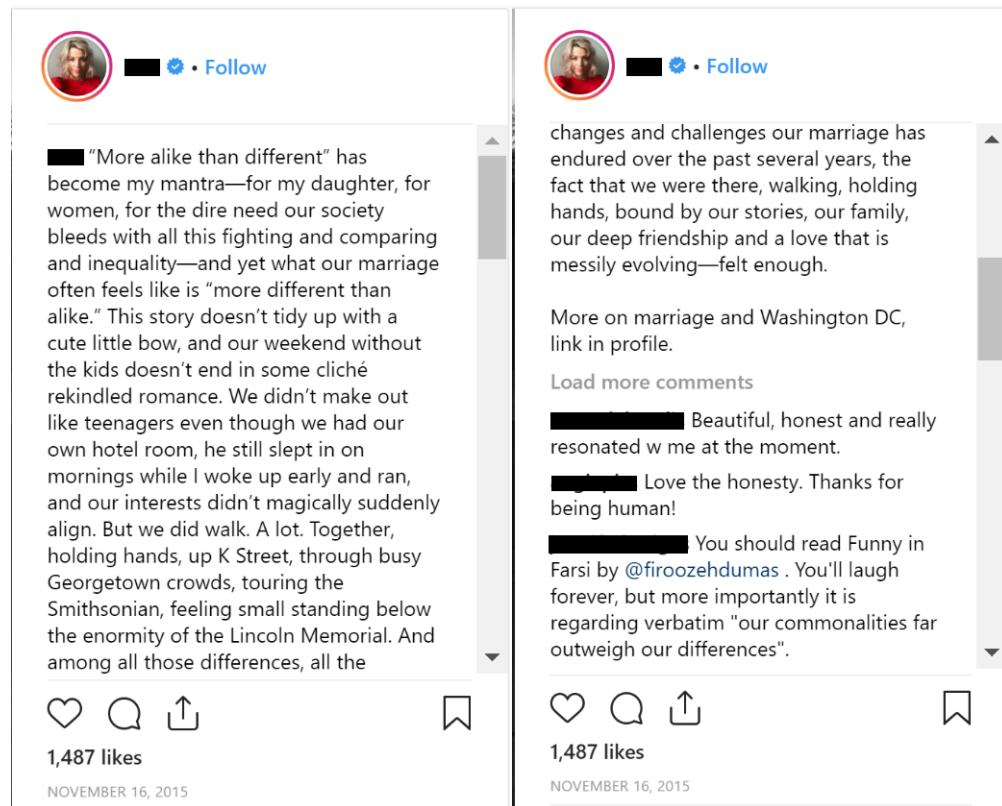 • Follow
“More alike than different” has
become my mantra—for my daughter, for
women, for the dire need our society
bleeds with all this fighting and comparing
and inequality—and yet what our marriage
often feels like is “more different than
alike.” This story doesn’t tidy up with a
cute little bow, and our weekend without
the kids doesn’t end in some cliché
rekindled romance. We didn’t make out
like teenagers even though we had our
own hotel room, he still slept in on
mornings while I woke up early and ran,
and our interests didn’t magically suddenly
align. But we did walk. A lot. Together,
holding hands, up K Street, through busy
Georgetown crowds, touring the
Smithsonian, feeling small standing below
the enormity of the Lincoln Memorial. And
among all those differences, all the
1,487 likes
NOVEMBER 16, 2015
• Follow
changes and challenges our marriage has
endured over the past several years, the
fact that we were there, walking, holding
hands, bound by our stories, our family,
our deep friendship and a love that is
messily evolving—felt enough.
More on marriage and Washington DC,
link in profile.
Load more comments
Beautiful, honest and really
resonated w me at the moment.
Love the honesty. Thanks for
being human!
You should read Funny in
Farsi by @firoozehdumas . You'll laugh
forever, but more importantly it is
regarding verbatim "our commonalities far
outweigh our differences".
1,487 likes
NOVEMBER 16, 2015